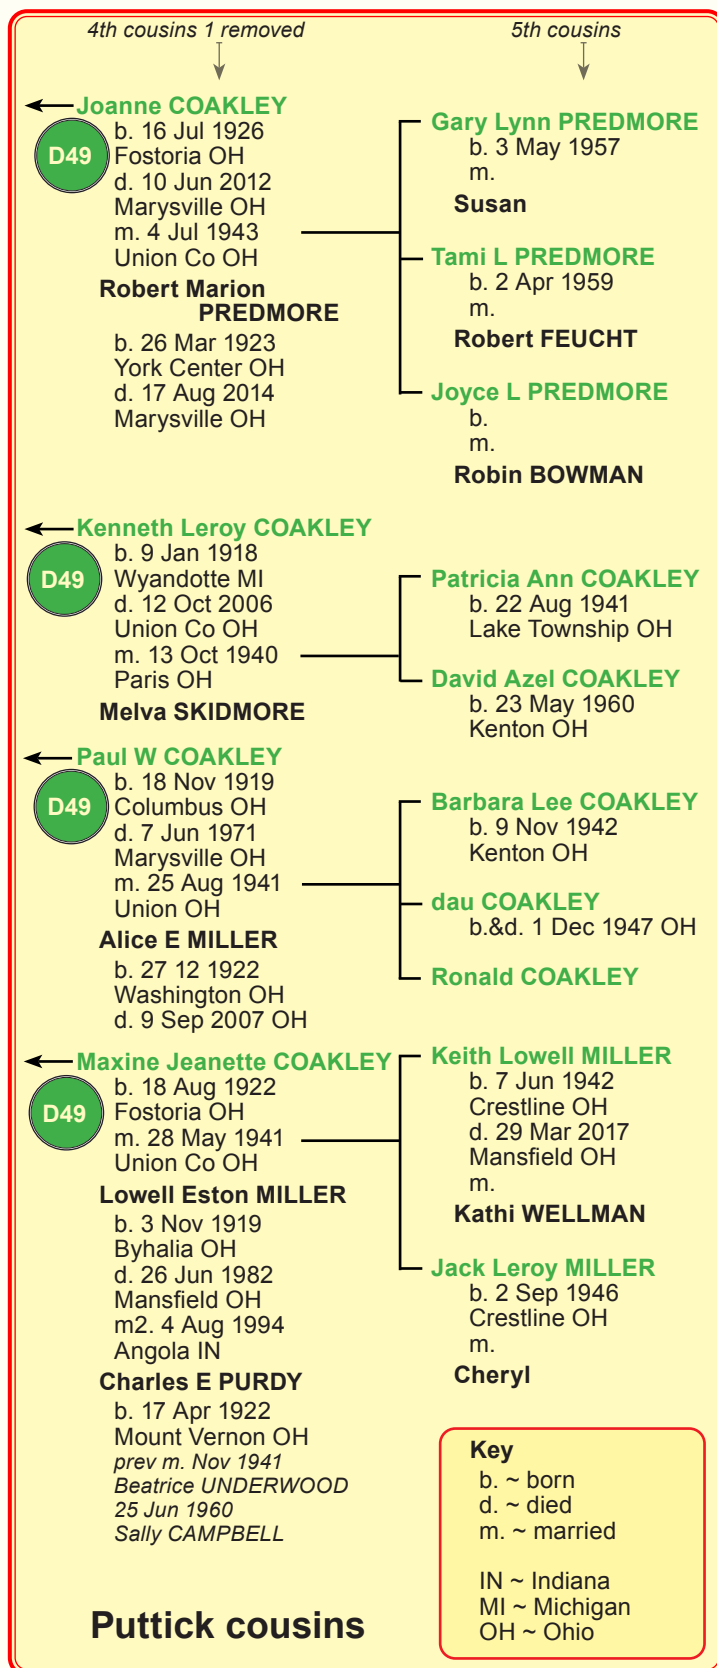 4th cousins 1 removed
5th cousins
Joanne COAKLEY
D49
b. 16 Jul 1926
Fostoria OH
d. 10 Jun 2012
Marysville OH
m. 4 Jul 1943
Union Co OH
Robert Marion
PREDMORE
b. 26 Mar 1923
York Center OH
d. 17 Aug 2014
Marysville OH
Gary Lynn PREDMORE
b. 3 May 1957
m.
Susan
Tami L PREDMORE
b. 2 Apr 1959
m.
Robert FEUCHT
Joyce L PREDMORE
b.
m.
Robin BOWMAN
Kenneth Leroy COAKLEY
D49
b. 9 Jan 1918
Wyandotte MI
d. 12 Oct 2006
Union Co OH
m. 13 Oct 1940
Paris OH
Melva SKIDMORE
Patricia Ann COAKLEY
b. 22 Aug 1941
Lake Township OH
David Azel COAKLEY
b. 23 May 1960
Kenton OH
Paul W COAKLEY
D49
b. 18 Nov 1919
Columbus OH
d. 7 Jun 1971
Marysville OH
m. 25 Aug 1941
Union OH
Alice E MILLER
b. 27 12 1922
Washington OH
d. 9 Sep 2007 OH
Barbara Lee COAKLEY
b. 9 Nov 1942
Kenton OH
dau COAKLEY
b.&d. 1 Dec 1947 OH
Ronald COAKLEY
Maxine Jeanette COAKLEY
D49
b. 18 Aug 1922
Fostoria OH
m. 28 May 1941
Union Co OH
Lowell Eston MILLER
b. 3 Nov 1919
Byhalia OH
d. 26 Jun 1982
Mansfield OH
m2. 4 Aug 1994
Angola IN
Charles E PURDY
b. 17 Apr 1922
Mount Vernon OH
prev m. Nov 1941
Beatrice UNDERWOOD
25 Jun 1960
Sally CAMPBELL
Keith Lowell MILLER
b. 7 Jun 1942
Crestline OH
d. 29 Mar 2017
Mansfield OH
m.
Kathi WELLMAN
Jack Leroy MILLER
b. 2 Sep 1946
Crestline OH
m.
Cheryl
Key
b. ~ born
d. ~ died
m. ~ married
IN ~ Indiana
MI ~ Michigan
OH ~ Ohio
Puttick cousins